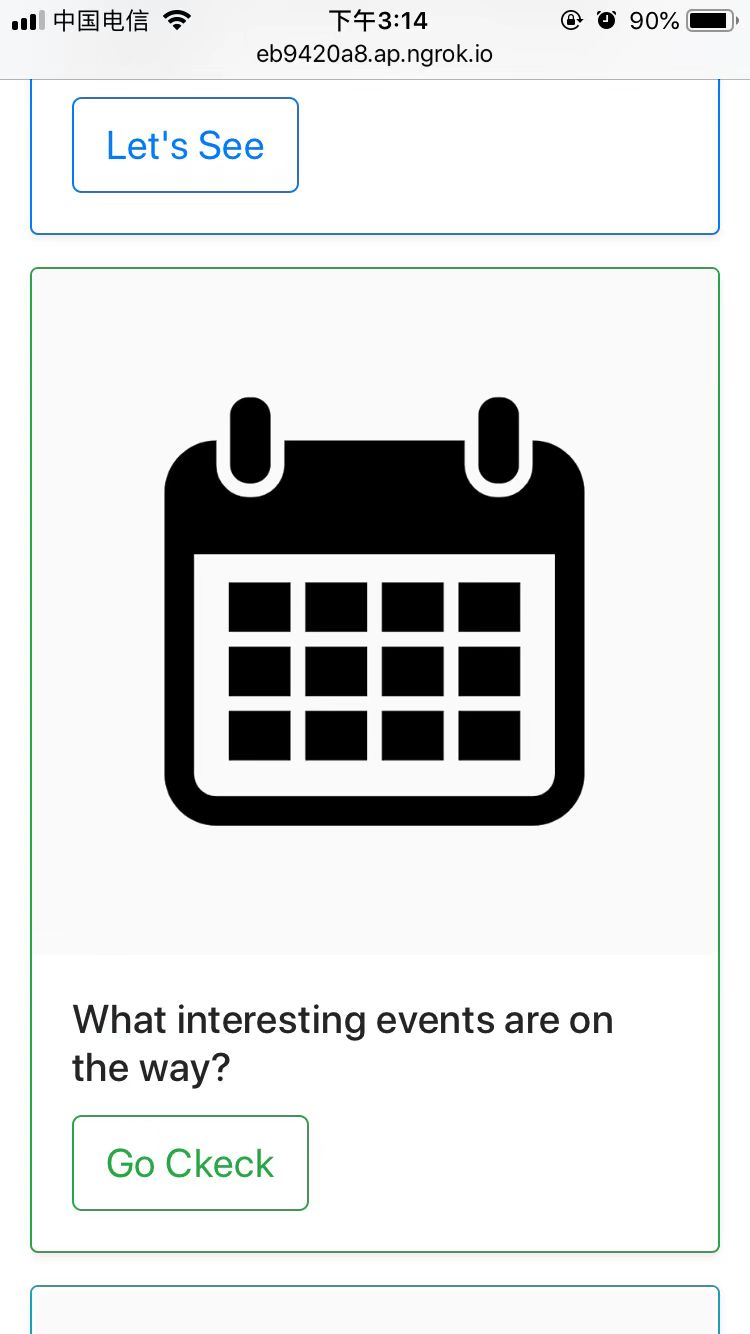 中国电信 下午3:14 90%
eb9420a8.ap.ngrok.io
Let's See
What interesting events are on
the way?
Go Ckeck